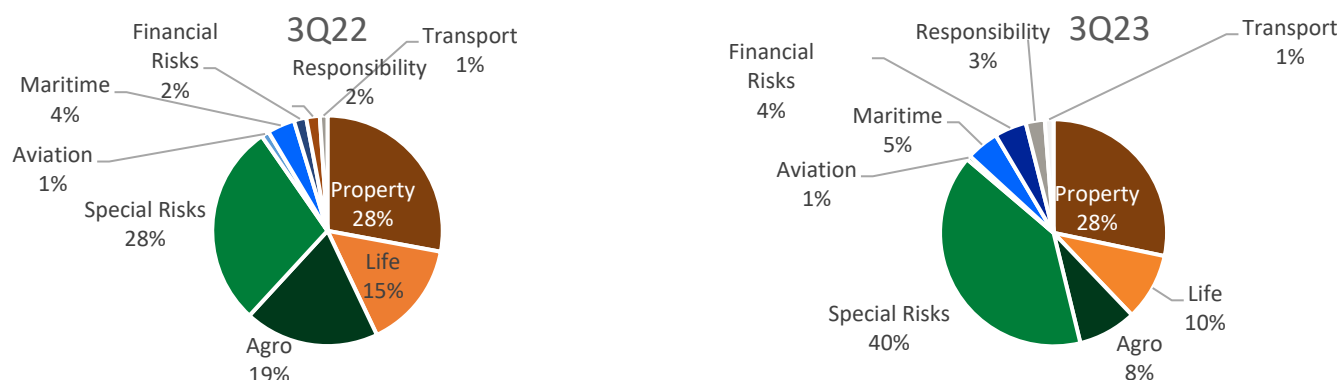 3Q22
Financial
Risks
2%
Responsibility
2%
Transport
1%
Maritime
4%
Aviation
1%
Special Risks
28%
Property
28%
Life
15%
Agro
19%
3Q23
Responsibility
3%
Transport
1%
Financial
Risks
4%
Maritime
5%
Aviation
1%
Property
28%
Special Risks
40%
Life
10%
Agro
8%